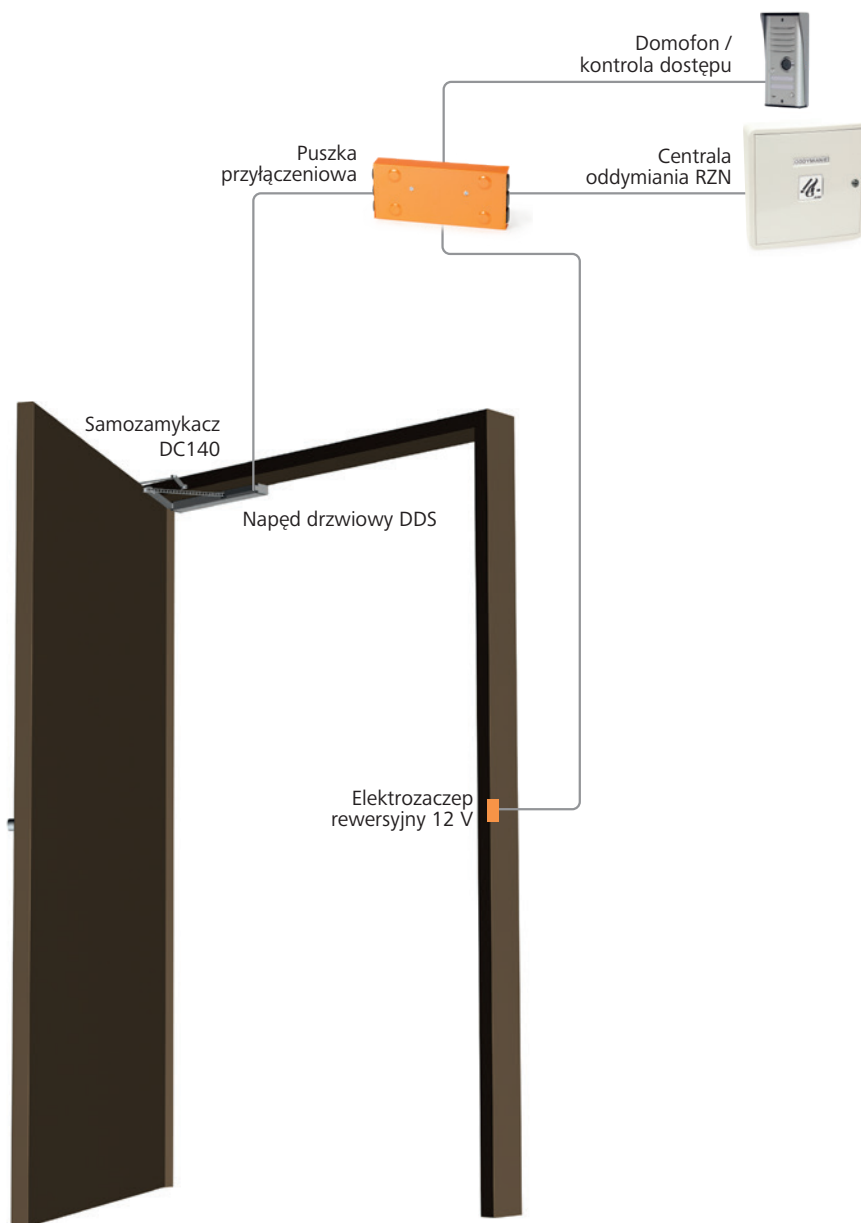 Domofon /
kontrola dostępu
Puszka
przyłączeniowa
Centrala
oddymiania RZN
Samozamykacz
DC140
Napęd drzwiowy DDS
Elektrozaczep
rewersyjny 12 V